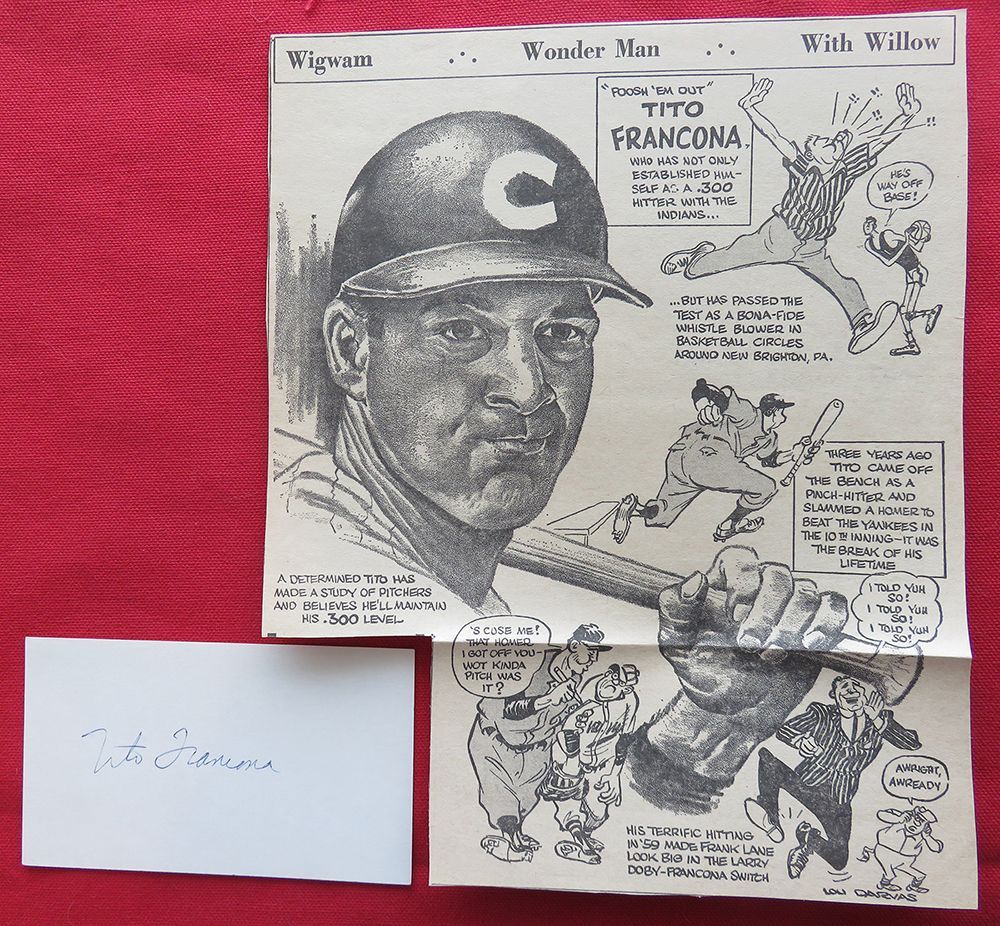 Wigwam ∴ Wonder Man ∴ With Willow
"POOSH 'EM OUT"
TITO
FRANCONA,
WHO HAS NOT ONLY
ESTABLISHED HIM-
SELF AS A .300
HITTER WITH THE
INDIANS...
C
HE'S
WAY OFF
BASE!
...BUT HAS PASSED THE
TEST AS A BONA-FIDE
WHISTLE BLOWER IN
BASKETBALL CIRCLES
AROUND NEW BRIGHTON, PA.
THREE YEARS AGO
TITO CAME OFF
THE BENCH AS A
PINCH-HITTER AND
SLAMMED A HOMER TO
BEAT THE YANKEES IN
THE 10TH INNING-IT WAS
THE BREAK OF HIS
LIFETIME
A DETERMINED TITO HAS
MADE A STUDY OF PITCHERS
AND BELIEVES HE'LL MAINTAIN
HIS .300 LEVEL
'S CUSE ME!
THAT HOMER
I GOT OFF YOU-
WOT KINDA
PITCH WAS
IT?
I TOLD YUH
SO!
I TOLD YUH
SO!
I TOLD YUH
SO!
AWRIGHT,
AWREADY
HIS TERRIFIC HITTING
IN '59 MADE FRANK LANE
LOOK BIG IN THE LARRY
DOBY-FRANCONA SWITCH
LOU DARVAS
Tito Francona